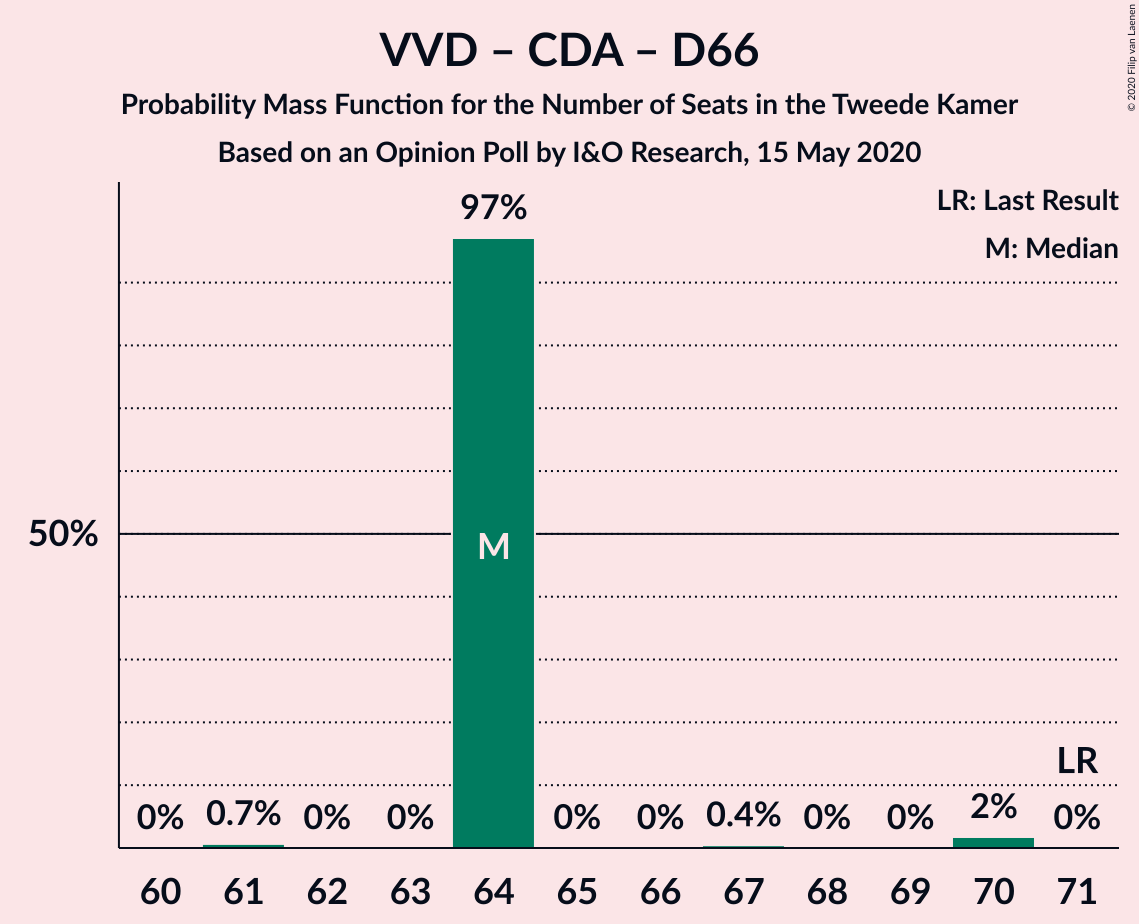 VVD – CDA – D66
Probability Mass Function for the Number of Seats in the Tweede Kamer
Based on an Opinion Poll by I&O Research, 15 May 2020
© 2020 Filip van Laenen
LR: Last Result
M: Median
97%
50%
M
LR
0% 0.7% 0% 0% 0% 0% 0.4% 0% 0% 2% 0%
60 61 62 63 64 65 66 67 68 69 70 71